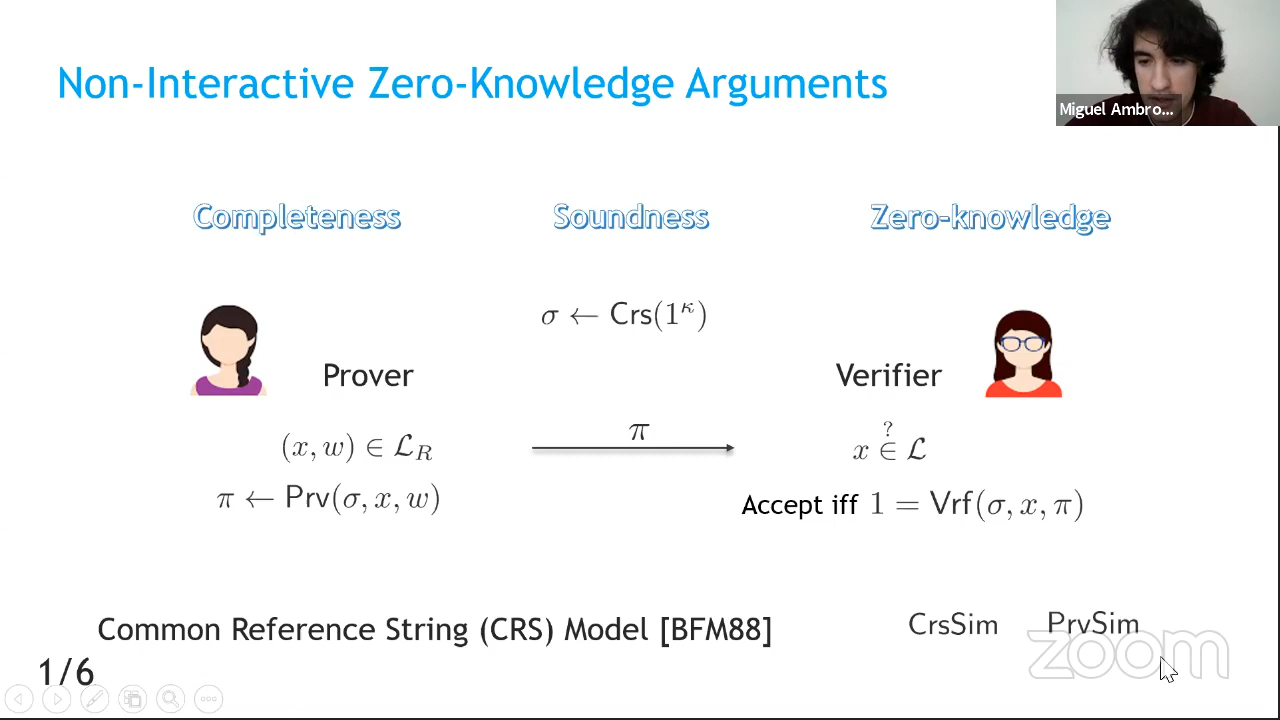 Non-Interactive Zero-Knowledge Arguments
Miguel Ambro...
Completeness Soundness Zero-knowledge
σ ← Crs(1^κ)
Prover Verifier
(x, w) ∈ ℒ_R π x ∈? ℒ
π ← Prv(σ, x, w) Accept iff 1 = Vrf(σ, x, π)
Common Reference String (CRS) Model [BFM88] CrsSim PrvSim
zoom
1/6